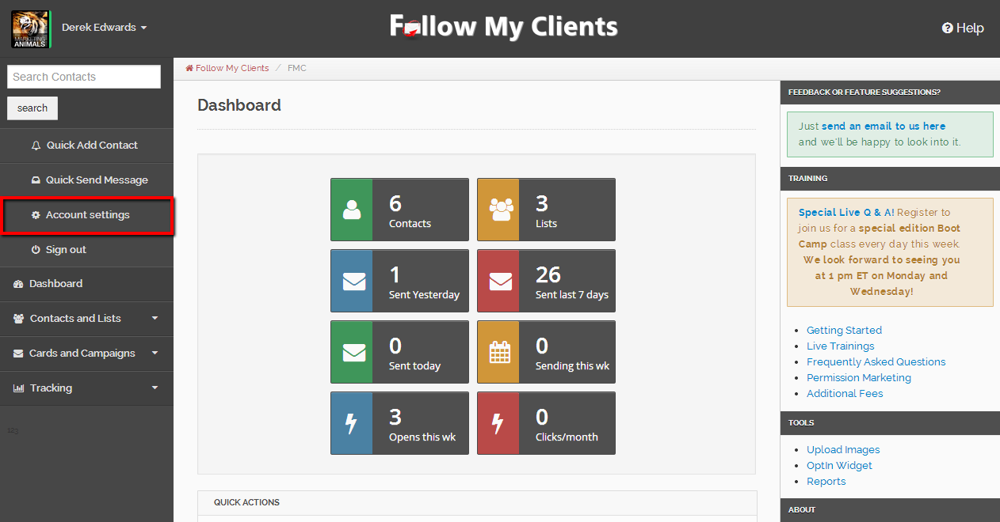 MARKETING
ANIMALS
Derek Edwards
Follow My Clients
Help
Search Contacts
search
Quick Add Contact
Quick Send Message
Account settings
Sign out
Dashboard
Contacts and Lists
Cards and Campaigns
Tracking
123
Follow My Clients / FMC
Dashboard
6
Contacts
3
Lists
1
Sent Yesterday
26
Sent last 7 days
0
Sent today
0
Sending this wk
3
Opens this wk
0
Clicks/month
QUICK ACTIONS
FEEDBACK OR FEATURE SUGGESTIONS?
Just send an email to us here
and we'll be happy to look into it.
TRAINING
Special Live Q & A! Register to
join us for a special edition Boot
Camp class every day this week.
We look forward to seeing you
at 1 pm ET on Monday and
Wednesday!
Getting Started
Live Trainings
Frequently Asked Questions
Permission Marketing
Additional Fees
TOOLS
Upload Images
OptIn Widget
Reports
ABOUT